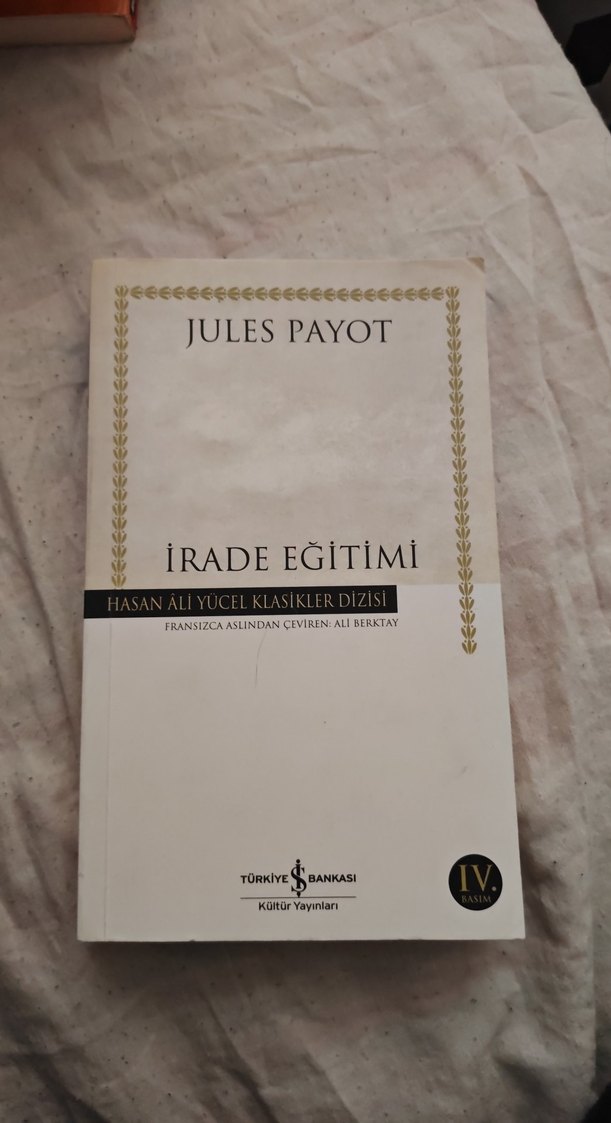 JULES PAYOT
İRADE EĞİTİMİ
HASAN ÂLİ YÜCEL KLASİKLER DİZİSİ
FRANSIZCA ASLINDAN ÇEVİREN: ALİ BERKTAY
TÜRKİYE İŞ BANKASI
Kültür Yayınları
IV.
BASIM